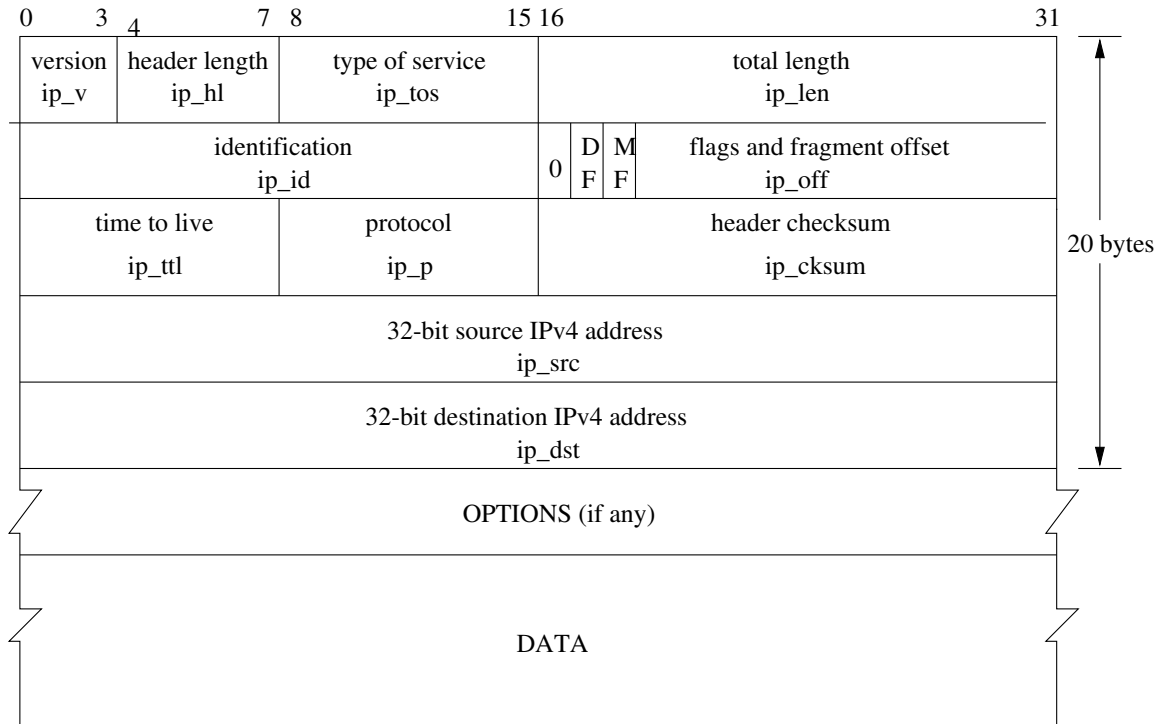 0 3 4 7 8 15 16 31
version header length type of service total length
ip_v ip_hl ip_tos ip_len
identification D M flags and fragment offset
ip_id 0 F F ip_off
time to live protocol header checksum
20 bytes
ip_ttl ip_p ip_cksum
32-bit source IPv4 address
ip_src
32-bit destination IPv4 address
ip_dst
OPTIONS (if any)
DATA